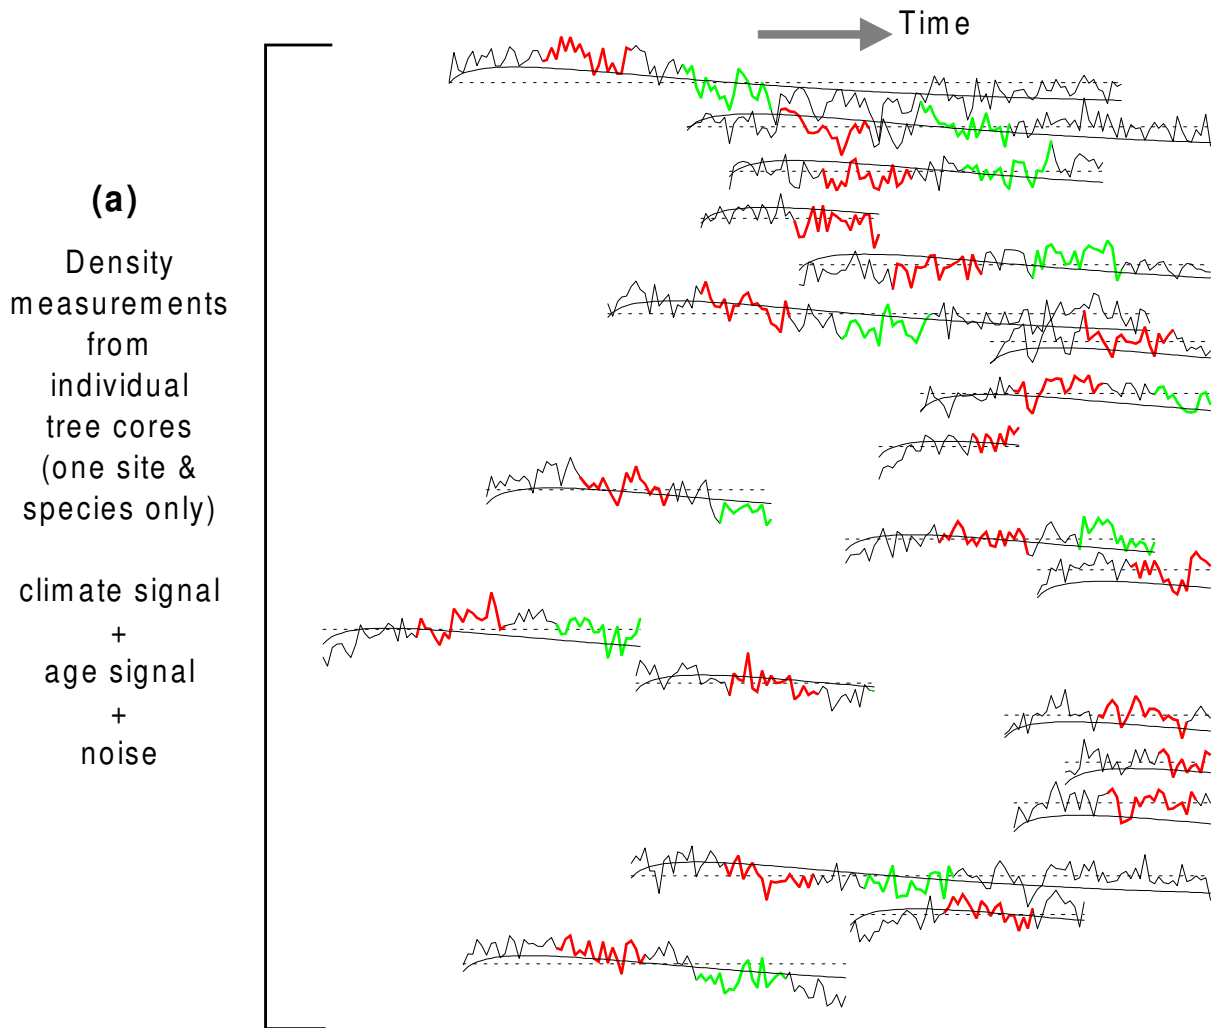 Time
(a)
Density
measurements
from
individual
tree cores
(one site &
species only)
climate signal
+
age signal
+
noise